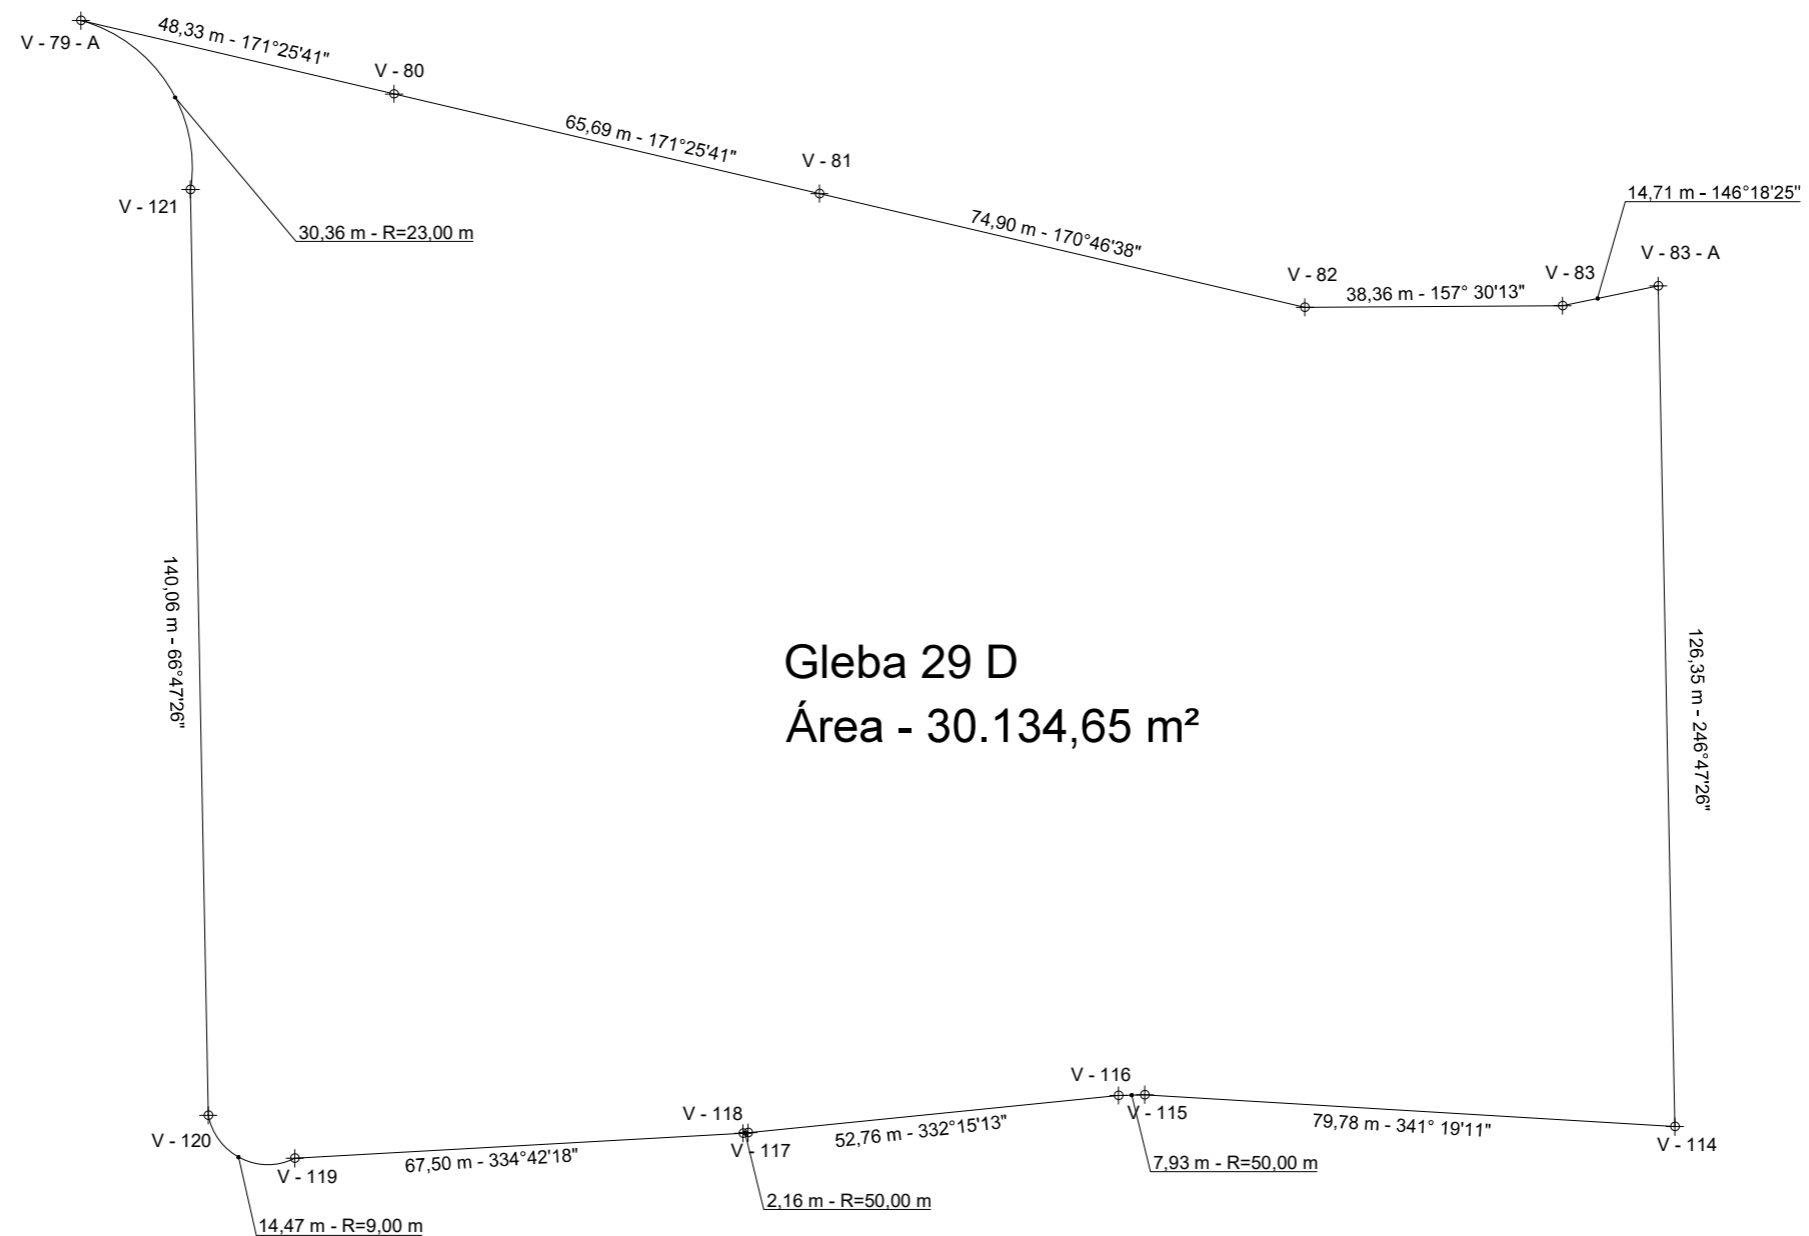 V - 79 - A
48,33 m - 171°25'41"
V - 80
65,69 m - 171°25'41"
V - 81
74,90 m - 170°46'38"
V - 82
38,36 m - 157° 30'13"
V - 83
14,71 m - 146°18'25"
V - 83 - A
V - 121
30,36 m - R=23,00 m
140,06 m - 66°47'26"
Gleba 29 D
Área - 30.134,65 m²
126,35 m - 246°47'26"
V - 120
14,47 m - R=9,00 m
V - 119
67,50 m - 334°42'18"
V - 118
V - 117
2,16 m - R=50,00 m
52,76 m - 332°15'13"
V - 116
V - 115
7,93 m - R=50,00 m
79,78 m - 341° 19'11"
V - 114